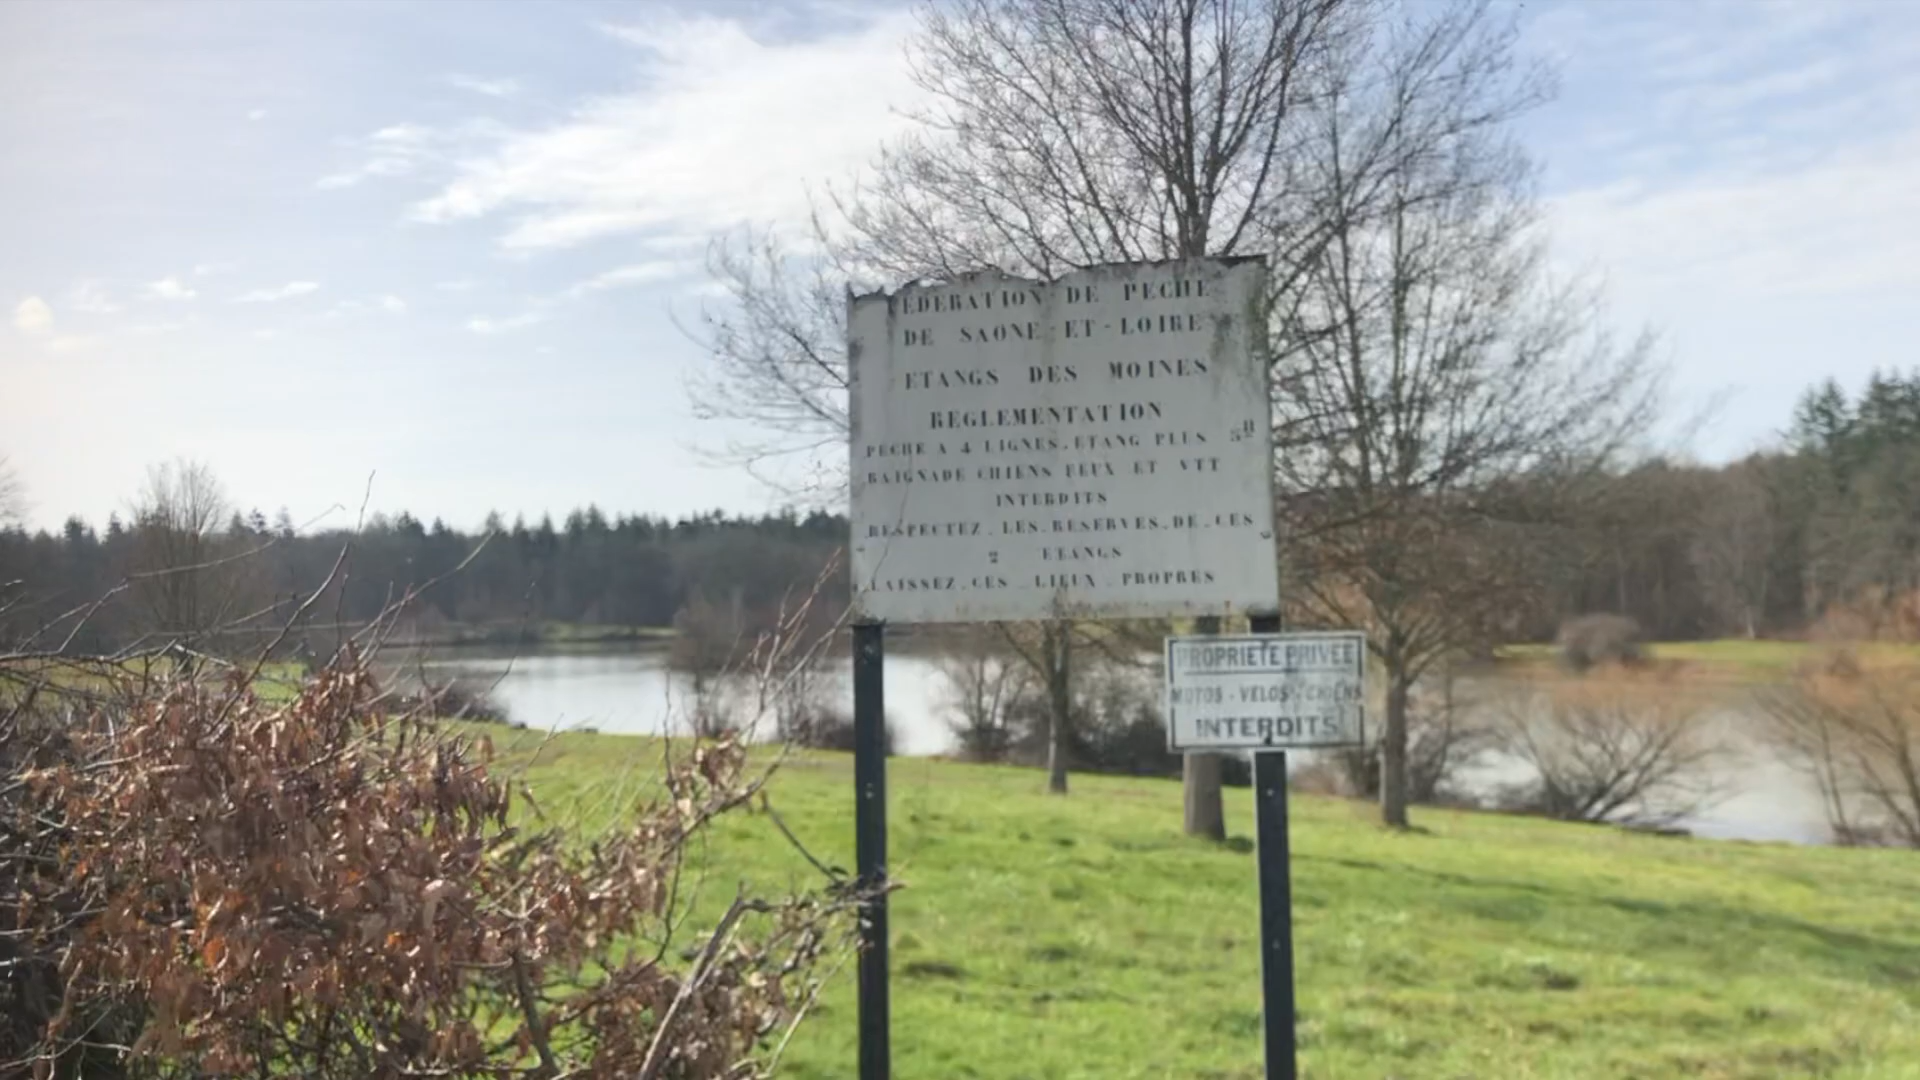 FEDERATION DE PECHE
DE SAONE-ET-LOIRE
ETANGS DES MOINES
REGLEMENTATION
PECHE A 4 LIGNES. ETANG PLUS 5H
BAIGNADE CHIENS FEUX ET VTT
INTERDITS
RESPECTEZ. LES. RESERVES. DE. CES
2 ETANGS
LAISSEZ. CES. LIEUX. PROPRES
PROPRIETE PRIVEE
MOTOS - VELOS - CHIENS
INTERDITS